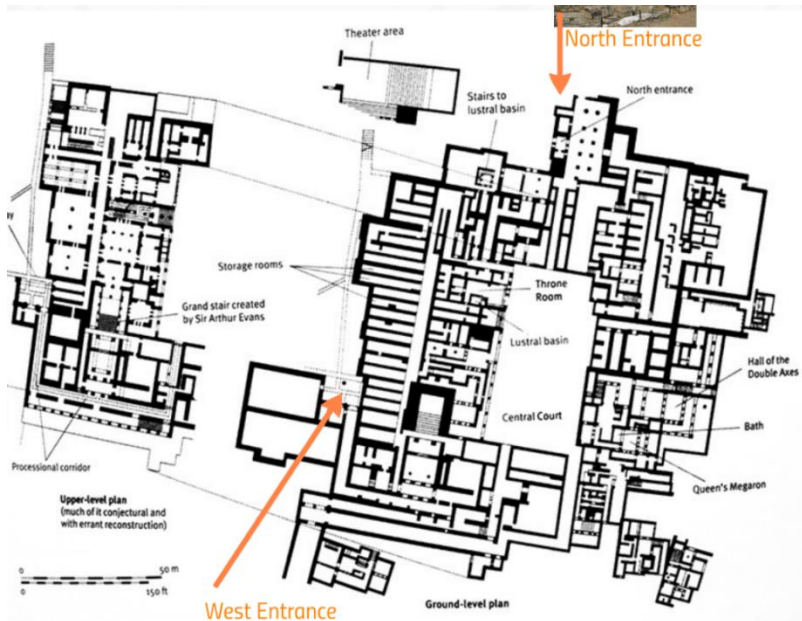 Theater area
North Entrance
Stairs to
lustral basin
North entrance
Storage rooms
Throne
Room
Grand stair created
by Sir Arthur Evans
Lustral basin
Hall of the
Double Axes
Central Court
Bath
Processional corridor
Queen's Megaron
Upper-level plan
(much of it conjectural and
with errant reconstruction)
0 50 m
0 150 ft
West Entrance
Ground-level plan